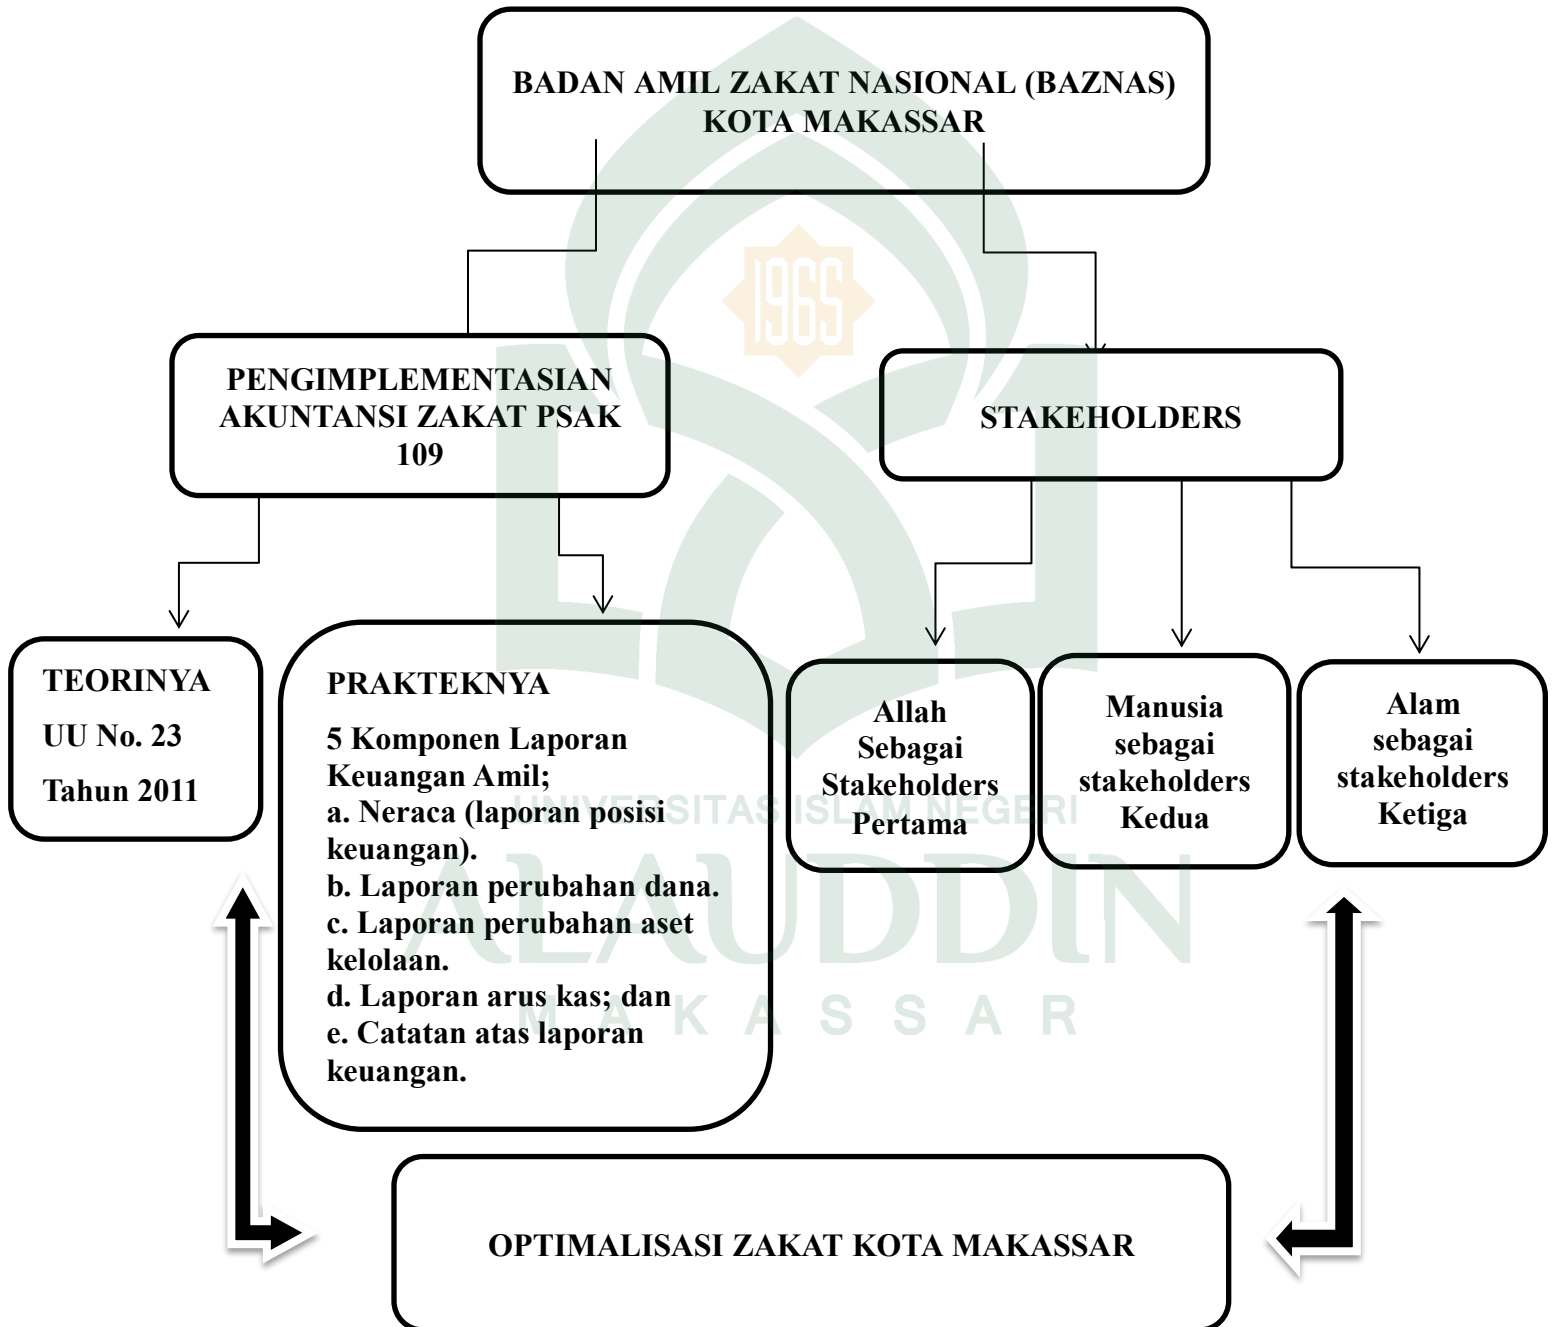 BADAN AMIL ZAKAT NASIONAL (BAZNAS)
KOTA MAKASSAR
1965
PENGIMPLEMENTASIAN
AKUNTANSI ZAKAT PSAK
109
STAKEHOLDERS
TEORINYA
UU No. 23
Tahun 2011
PRAKTEKNYA
5 Komponen Laporan
Keuangan Amil;
a. Neraca (laporan posisi
keuangan).
b. Laporan perubahan dana.
c. Laporan perubahan aset
kelolaan.
d. Laporan arus kas; dan
e. Catatan atas laporan
keuangan.
Allah
Sebagai
Stakeholders
Pertama
Manusia
sebagai
stakeholders
Kedua
Alam
sebagai
stakeholders
Ketiga
UNIVERSITAS ISLAM NEGERI
ALAUDDIN
MAKASSAR
OPTIMALISASI ZAKAT KOTA MAKASSAR